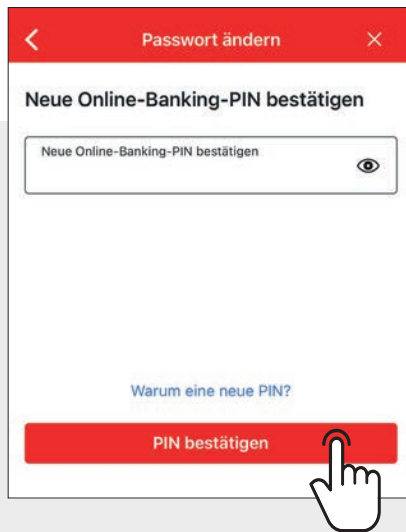 Passwort ändern
Neue Online-Banking-PIN bestätigen
Neue Online-Banking-PIN bestätigen
Warum eine neue PIN?
PIN bestätigen